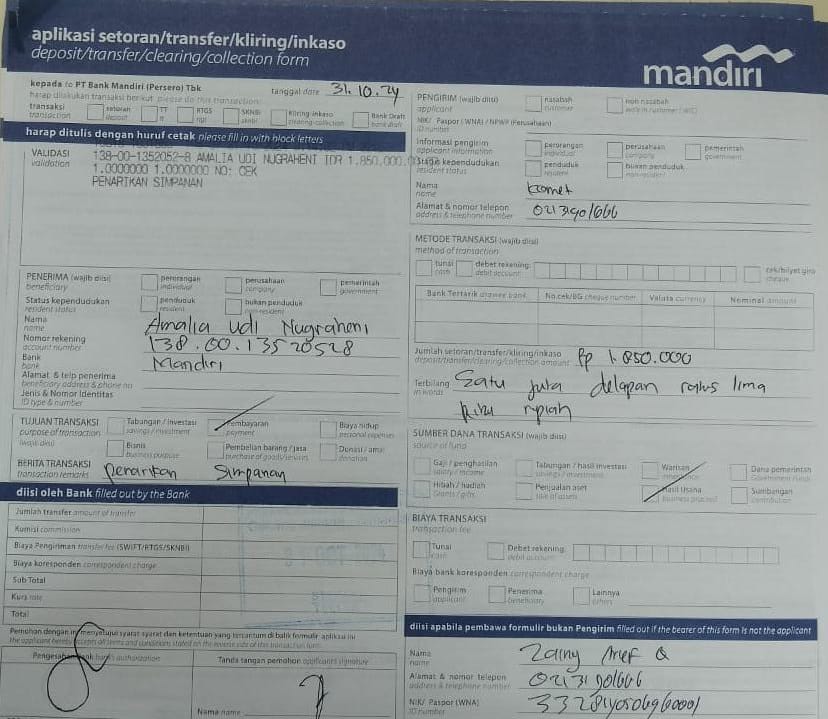 aplikasi setoran/transfer/kliring/inkaso
deposit/transfer/clearing/collection form
mandiri
kepada to PT Bank Mandiri (Persero) Tbk
tanggal date 31.10.24
harap dilakukan transaksi berikut please do this transaction:
transaksi transaction
setoran deposit
TT tt
RTGS rtgs
SKNBI sknbi
Kliring-inkaso clearing-collection
Bank Draft bank draft
harap ditulis dengan huruf cetak please fill in with block letters
VALIDASI validation
138-00-1352052-8 AMALIA UDI NUGRAHENI IDR 1.850.000.00
1.0000000 1.0000000 NO: CEK
PENARIKAN SIMPANAN
PENERIMA (wajib diisi) beneficiary
perorangan individual
perusahaan company
pemerintah government
Status kependudukan resident status
penduduk resident
bukan penduduk non-resident
Nama name Amalia Udi Nugraheni
Nomor rekening account number 138.00.13520528
Bank bank Mandiri
Alamat & telp penerima beneficiary address & phone no
Jenis & Nomor Identitas ID type & number
TUJUAN TRANSAKSI purpose of transaction (wajib diisi)
Tabungan / investasi savings / investment
Pembayaran payment
Biaya hidup personal expenses
Bisnis business purpose
Pembelian barang / jasa purchase of goods/services
Donasi / amal donation
BERITA TRANSAKSI transaction remarks penarikan Simpanan
diisi oleh Bank filled out by the Bank
Jumlah transfer amount of transfer
Komisi commission
Biaya Pengiriman transfer fee (SWIFT/RTGS/SKNBI)
Biaya koresponden correspondent charge
Sub Total
Kurs rate
Total
Pemohon dengan ini menyetujui syarat syarat dan ketentuan yang tercantum di balik formulir aplikasi ini
the applicant hereby accepts all terms and conditions stated on the reverse side of this transaction form
Pengesahan bank bank's authorization
Tanda tangan pemohon applicant's signature
Nama name
PENGIRIM (wajib diisi) applicant
nasabah customer
non nasabah walk in customer (WIC)
NIK/ Paspor (WNA) / NPWP (Perusahaan) ID number
Informasi pengirim applicant information
perorangan individual
perusahaan company
pemerintah government
Status kependudukan resident status
penduduk resident
bukan penduduk non-resident
Nama name Komet
Alamat & nomor telepon address & telephone number 0213901666
METODE TRANSAKSI (wajib diisi) method of transaction
tunai cash
debet rekening: debit account:
cek/bilyet giro cheque
Bank Tertarik drawee bank
No.cek/BG cheque number
Valuta currency
Nominal amount
Jumlah setoran/transfer/kliring/inkaso Rp 1.850.000
deposit/transfer/clearing/collection amount
Terbilang in words Satu juta delapan ratus lima
puluh rupiah
SUMBER DANA TRANSAKSI (wajib diisi) source of fund
Gaji / penghasilan salary / income
Tabungan / hasil investasi savings / investment
Warisan
Dana pemerintah Government funds
Hibah / hadiah Grants / gifts
Penjualan aset sale of assets
Hasil Usaha business proceed
Sumbangan contribution
BIAYA TRANSAKSI transaction fee
Tunai cash
Debet rekening: debit account
Biaya bank koresponden correspondent charge
Pengirim applicant
Penerima beneficiary
Lainnya others
diisi apabila pembawa formulir bukan Pengirim filled out if the bearer of this form is not the applicant
Nama name Zainy Arief Q
Alamat & nomor telepon address & telephone number 0213901666
NIK/ Paspor (WNA) ID number